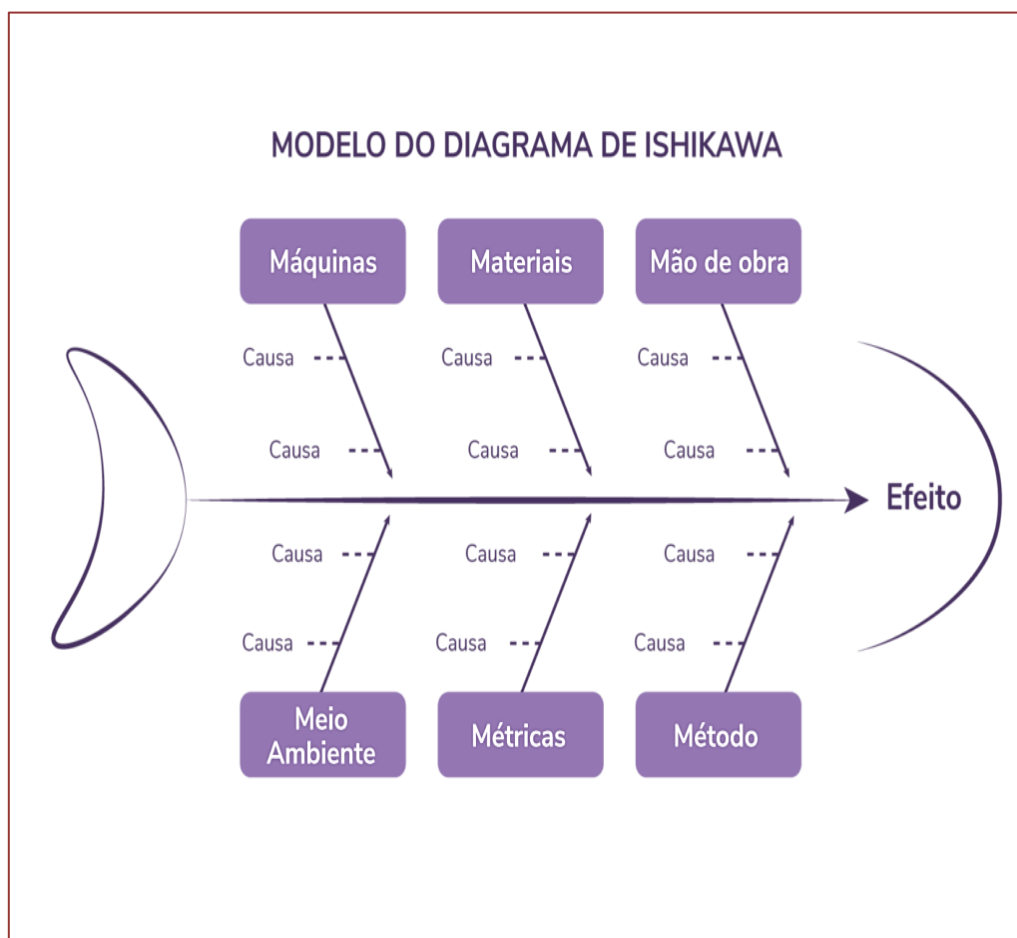 MODELO DO DIAGRAMA DE ISHIKAWA
Máquinas
Materiais
Mão de obra
Causa
Causa
Causa
Causa
Causa
Causa
Efeito
Causa
Causa
Causa
Causa
Causa
Causa
Meio
Ambiente
Métricas
Método